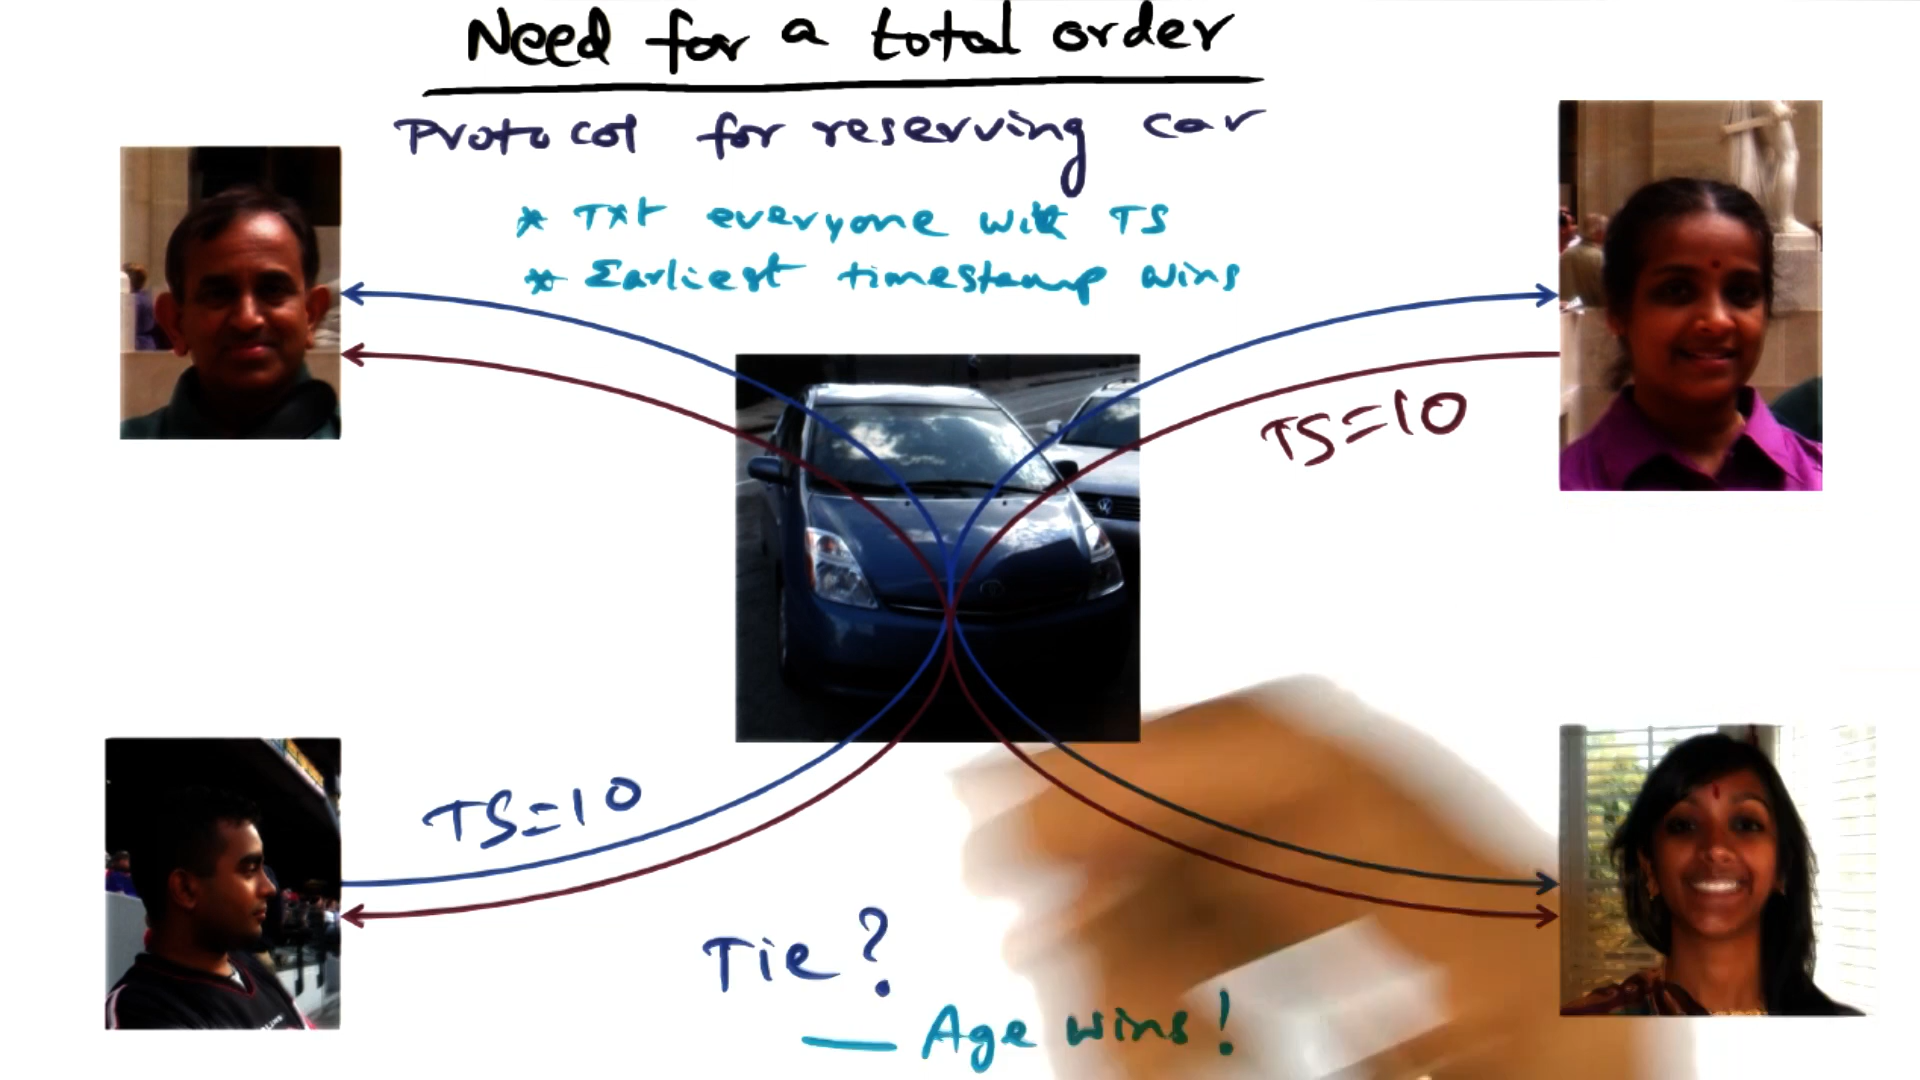 Need for a total order
Protocol for reserving car
* Txt everyone with TS
* Earliest timestamp wins
TS=10
TS=10
Tie?
— Age wins!